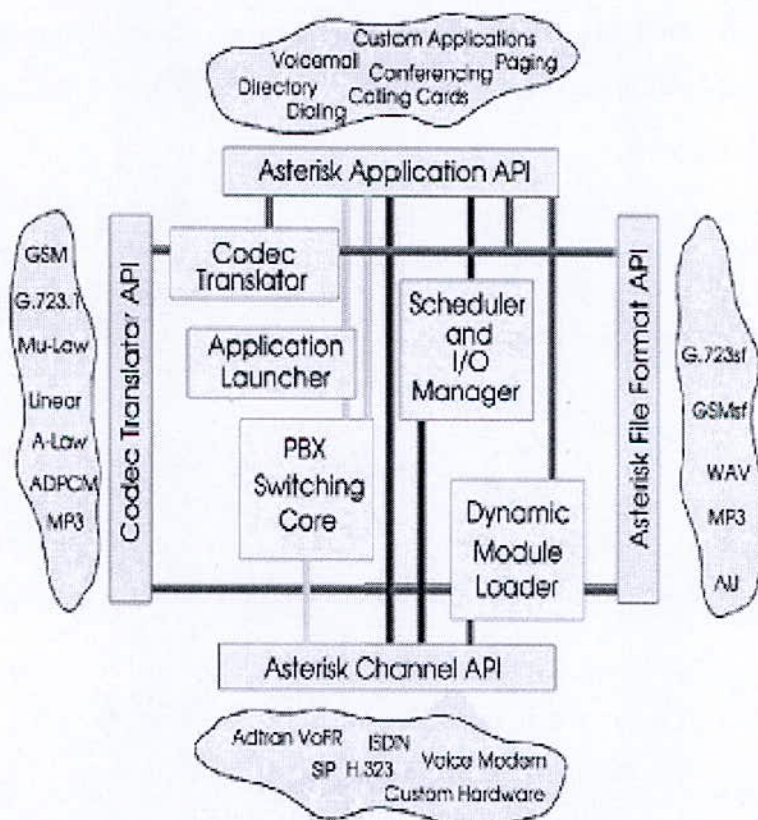 Custom Applications
Voicemail
Paging
Conferencing
Directory
Calling Cards
Dialing
Asterisk Application API
GSM
G.723.1
Mu-Law
Linear
A-Law
ADPCM
MP3
Codec Translator API
Codec
Translator
Application
Launcher
PBX
Switching
Core
Scheduler
and
I/O
Manager
Dynamic
Module
Loader
Asterisk File Format API
G.723sf
GSMsf
WAV
MP3
AU
Asterisk Channel API
Adtran VoFR
ISDN
SIP
H.323
Voice Modem
Custom Hardware